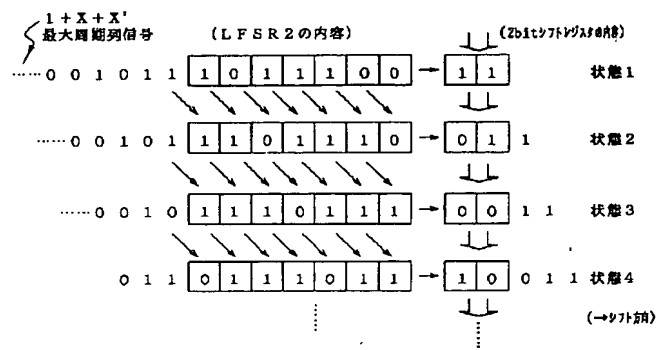 1+X+X⁷
最大周期列信号
(LFSR2の内容)
(2bitシフトレジスタの内容)
……0 0 1 0 1 1 1 0 1 1 1 0 0 → 1 1 状態1
……0 0 1 0 1 1 1 0 1 1 1 0 → 0 1 1 状態2
……0 0 1 0 1 1 1 0 1 1 1 → 0 0 1 1 状態3
0 1 1 0 1 1 1 0 1 1 → 1 0 0 1 1 状態4
(→シフト方向)